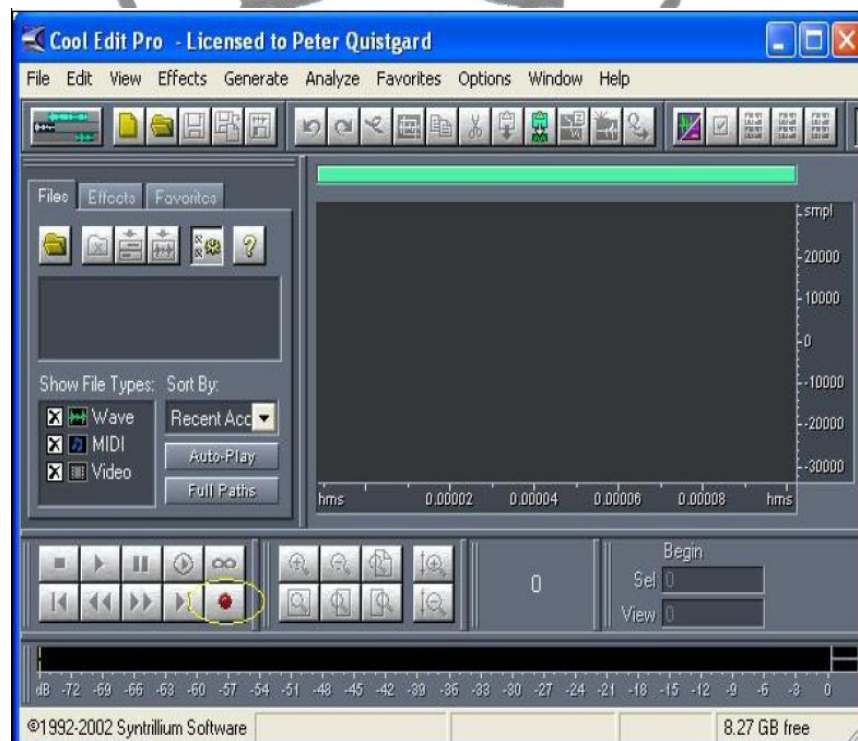 Cool Edit Pro - Licensed to Peter Quistgard
File Edit View Effects Generate Analyze Favorites Options Window Help
Files Effects Favorites
smpl
20000
10000
0
-10000
-20000
-30000
Show File Types: Sort By:
Wave
Recent Acc
MIDI
Auto-Play
Video
Full Paths
hms 0.00002 0.00004 0.00006 0.00008 hms
Begin
0
Sel 0
View 0
dB -72 -69 -66 -63 -60 -57 -54 -51 -48 -45 -42 -39 -36 -33 -30 -27 -24 -21 -18 -15 -12 -9 -6 -3 0
©1992-2002 Syntrillium Software
8.27 GB free